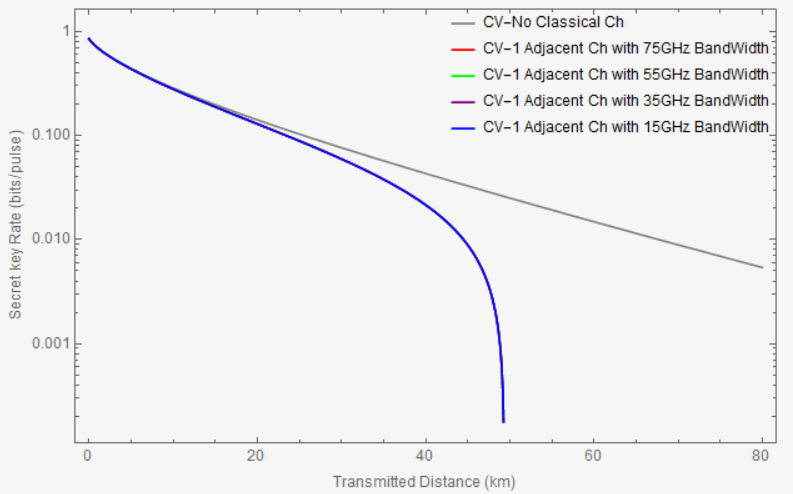 CV−No Classical Ch
CV−1 Adjacent Ch with 75GHz BandWidth
CV−1 Adjacent Ch with 55GHz BandWidth
CV−1 Adjacent Ch with 35GHz BandWidth
CV−1 Adjacent Ch with 15GHz BandWidth
Secret key Rate (bits/pulse)
1
0.100
0.010
0.001
0 20 40 60 80
Transmitted Distance (km)